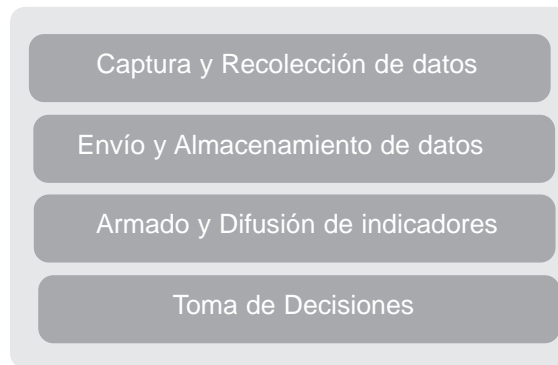 Captura y Recolección de datos
Envío y Almacenamiento de datos
Armado y Difusión de indicadores
Toma de Decisiones